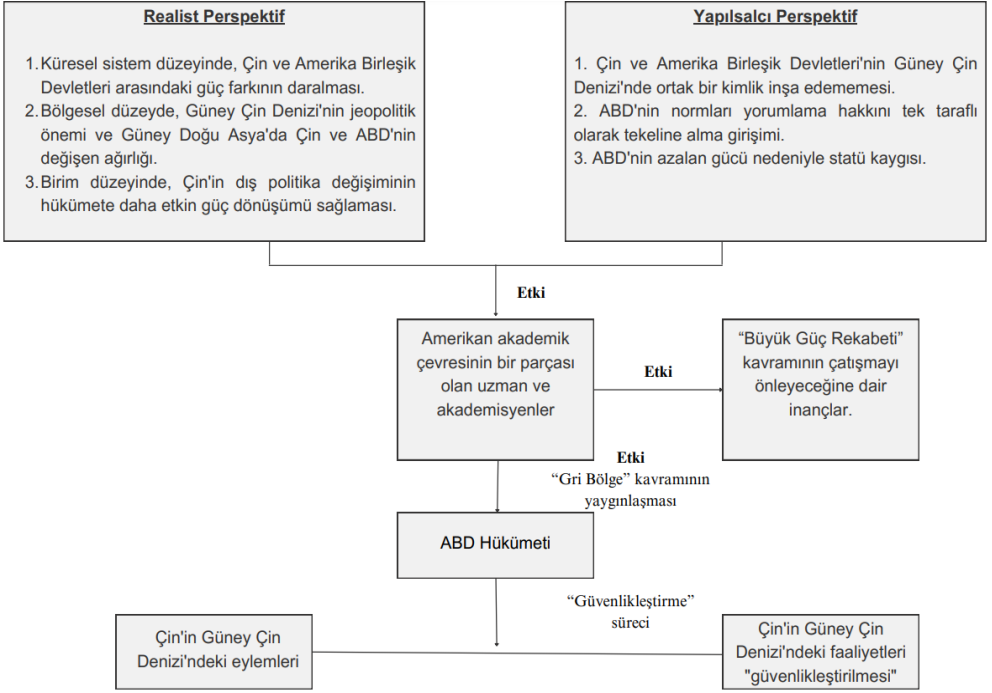 Realist Perspektif
1. Küresel sistem düzeyinde, Çin ve Amerika Birleşik
Devletleri arasındaki güç farkının daralması.
2. Bölgesel düzeyde, Güney Çin Denizi'nin jeopolitik
önemi ve Güney Doğu Asya'da Çin ve ABD'nin
değişen ağırlığı.
3. Birim düzeyinde, Çin'in dış politika değişiminin
hükümete daha etkin güç dönüşümü sağlaması.
Yapılsalcı Perspektif
1. Çin ve Amerika Birleşik Devletleri'nin Güney Çin
Denizi'nde ortak bir kimlik inşa edememesi.
2. ABD'nin normları yorumlama hakkını tek taraflı
olarak tekeline alma girişimi.
3. ABD'nin azalan gücü nedeniyle statü kaygısı.
Etki
Amerikan akademik
çevresinin bir parçası
olan uzman ve
akademisyenler
Etki
“Büyük Güç Rekabeti”
kavramının çatışmayı
önleyeceğine dair
inançlar.
Etki
“Gri Bölge” kavramının
yaygınlaşması
ABD Hükümeti
“Güvenlikleştirme”
süreci
Çin'in Güney Çin
Denizi'ndeki eylemleri
Çin'in Güney Çin
Denizi'ndeki faaliyetleri
"güvenlikleştirilmesi"